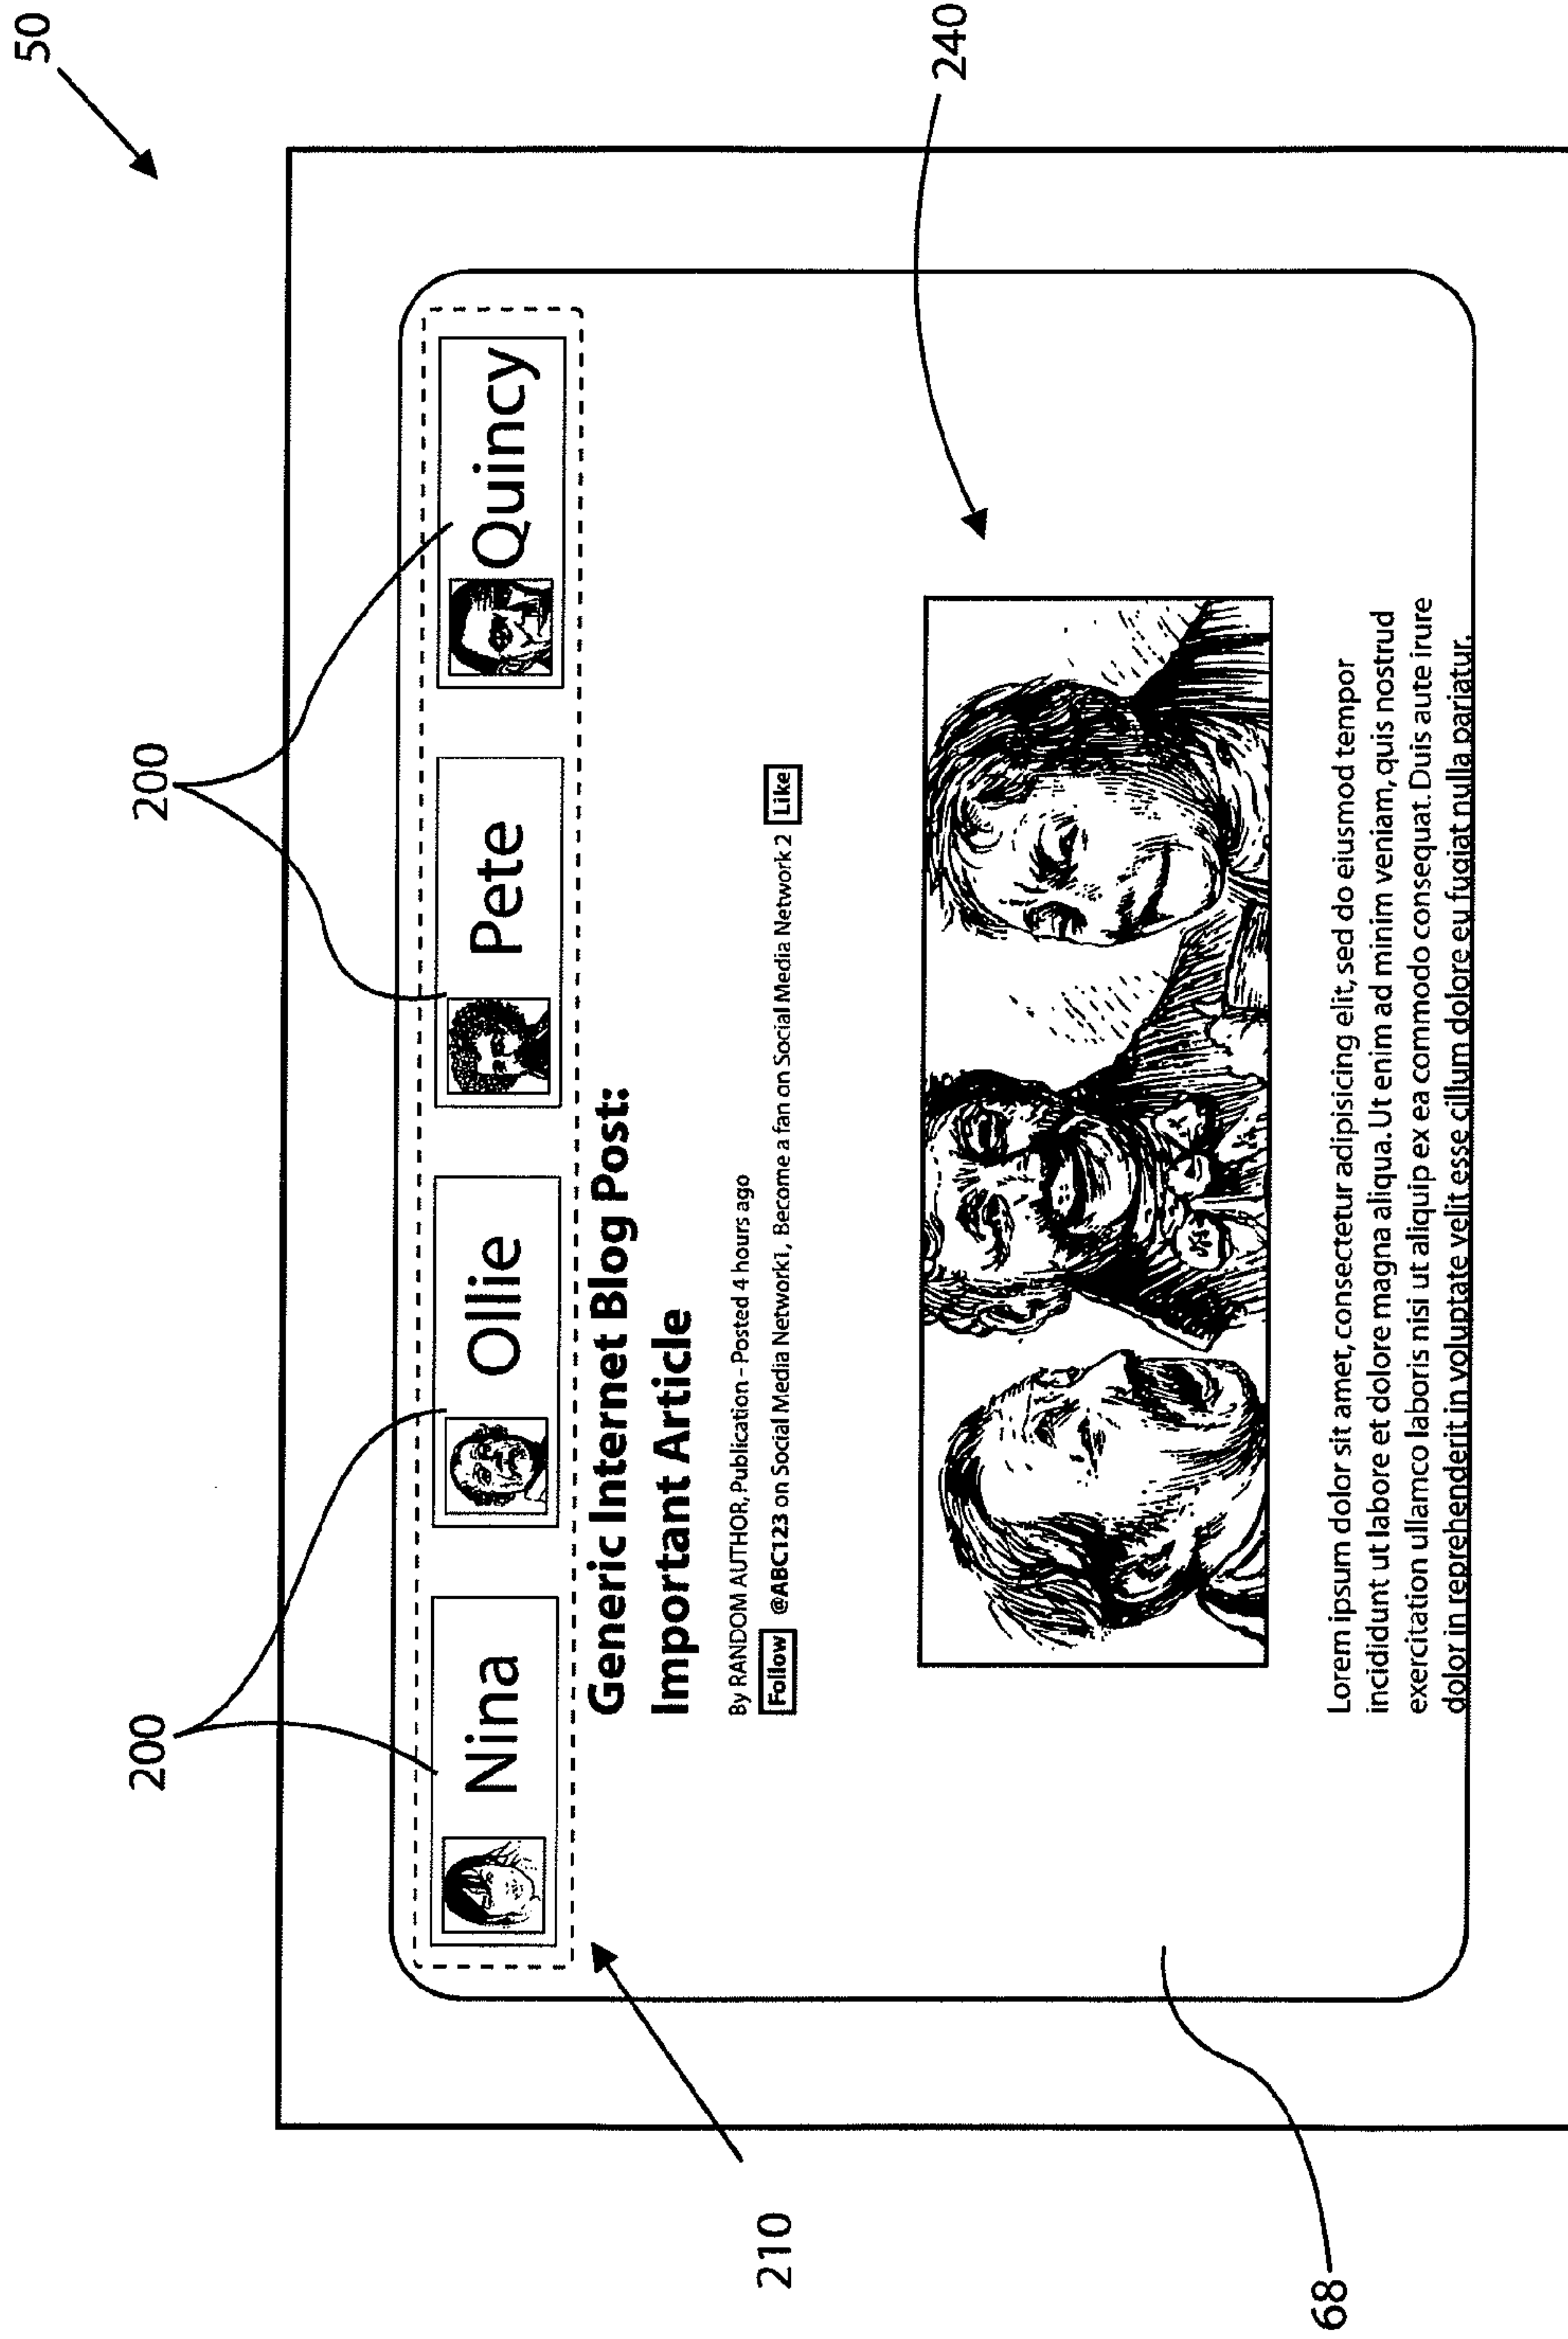 50
200
200
Nina
Ollie
Pete
Quincy
210
Generic Internet Blog Post:
Important Article
By RANDOM AUTHOR, Publication - Posted 4 hours ago
Follow @ABC123 on Social Media Network1, Become a fan on Social Media Network 2 Like
240
Lorem ipsum dolor sit amet, consectetur adipisicing elit, sed do eiusmod tempor
incididunt ut labore et dolore magna aliqua. Ut enim ad minim veniam, quis nostrud
exercitation ullamco laboris nisi ut aliquip ex ea commodo consequat. Duis aute irure
dolor in reprehenderit in voluptate velit esse cillum dolore eu fugiat nulla pariatur.
68